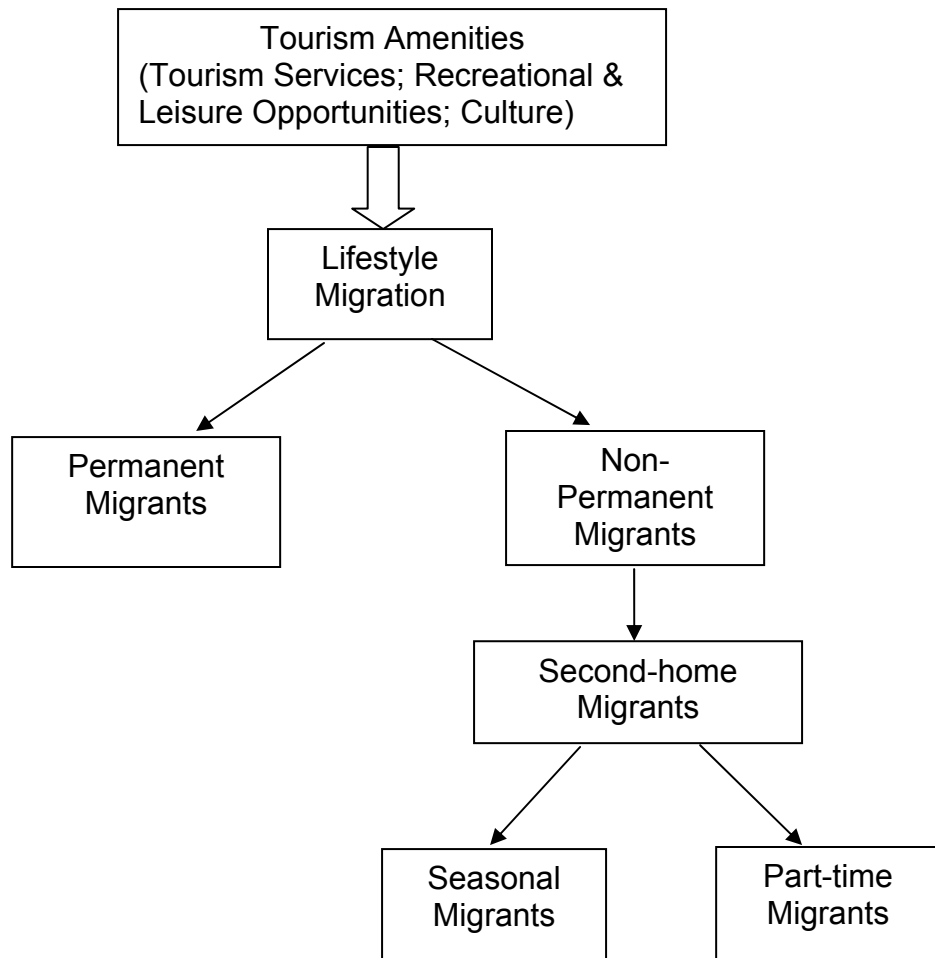 Tourism Amenities
(Tourism Services; Recreational &
Leisure Opportunities; Culture)
Lifestyle
Migration
Permanent
Migrants
Non-
Permanent
Migrants
Second-home
Migrants
Seasonal
Migrants
Part-time
Migrants